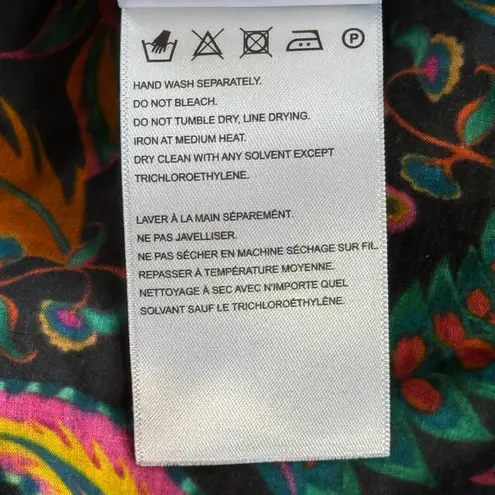 P
HAND WASH SEPARATELY.
DO NOT BLEACH.
DO NOT TUMBLE DRY, LINE DRYING.
IRON AT MEDIUM HEAT.
DRY CLEAN WITH ANY SOLVENT EXCEPT
TRICHLOROETHYLENE.
LAVER À LA MAIN SÉPAREMÉNT.
NE PAS JAVELLISER.
NE PAS SÉCHER EN MACHINE SÉCHAGE SUR FIL.
REPASSER À TEMPÉRATURE MOYENNE.
NETTOYAGE À SEC AVEC N'IMPORTE QUEL
SOLVANT SAUF LE TRICHLOROÉTHYLÈNE.